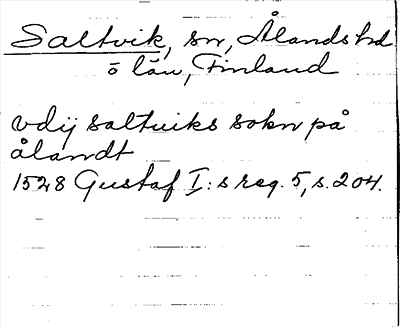 Saltvik, sn, Ålands hd
ö län, Finland
vdij saltuiks sokn på
ålandt
1528 Gustaf I:s reg. 5, s. 204.